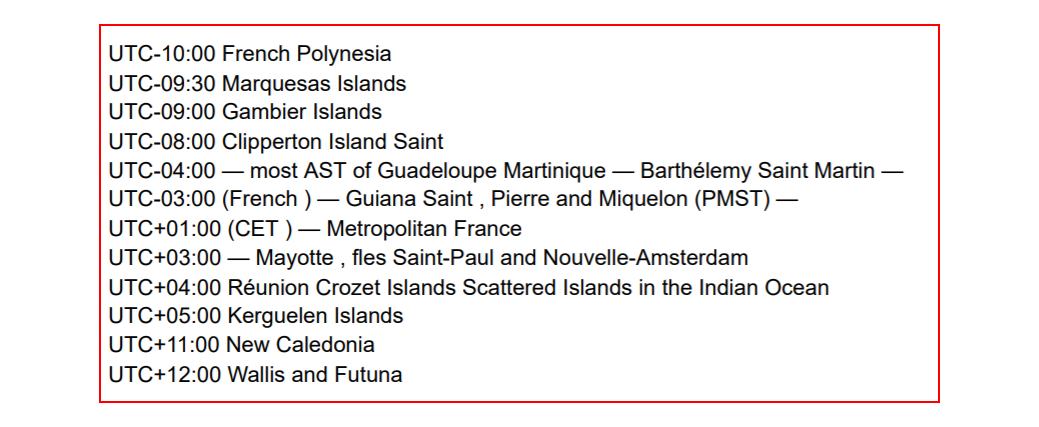 UTC-10:00 French Polynesia
UTC-09:30 Marquesas Islands
UTC-09:00 Gambier Islands
UTC-08:00 Clipperton Island Saint
UTC-04:00 — most AST of Guadeloupe Martinique — Barthélemy Saint Martin —
UTC-03:00 (French ) — Guiana Saint , Pierre and Miquelon (PMST) —
UTC+01:00 (CET ) — Metropolitan France
UTC+03:00 — Mayotte , fles Saint-Paul and Nouvelle-Amsterdam
UTC+04:00 Réunion Crozet Islands Scattered Islands in the Indian Ocean
UTC+05:00 Kerguelen Islands
UTC+11:00 New Caledonia
UTC+12:00 Wallis and Futuna